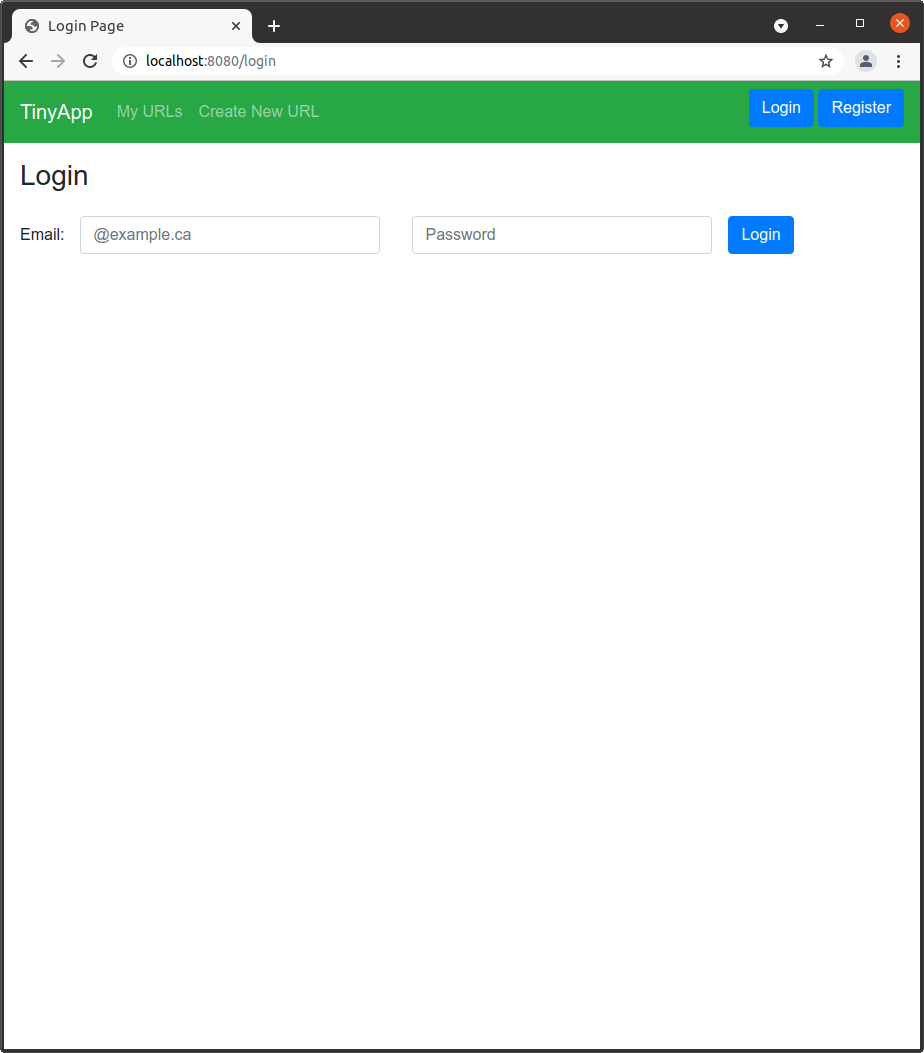 Login Page
localhost:8080/login
TinyApp My URLs Create New URL Login Register
Login
Email: @example.ca Password Login